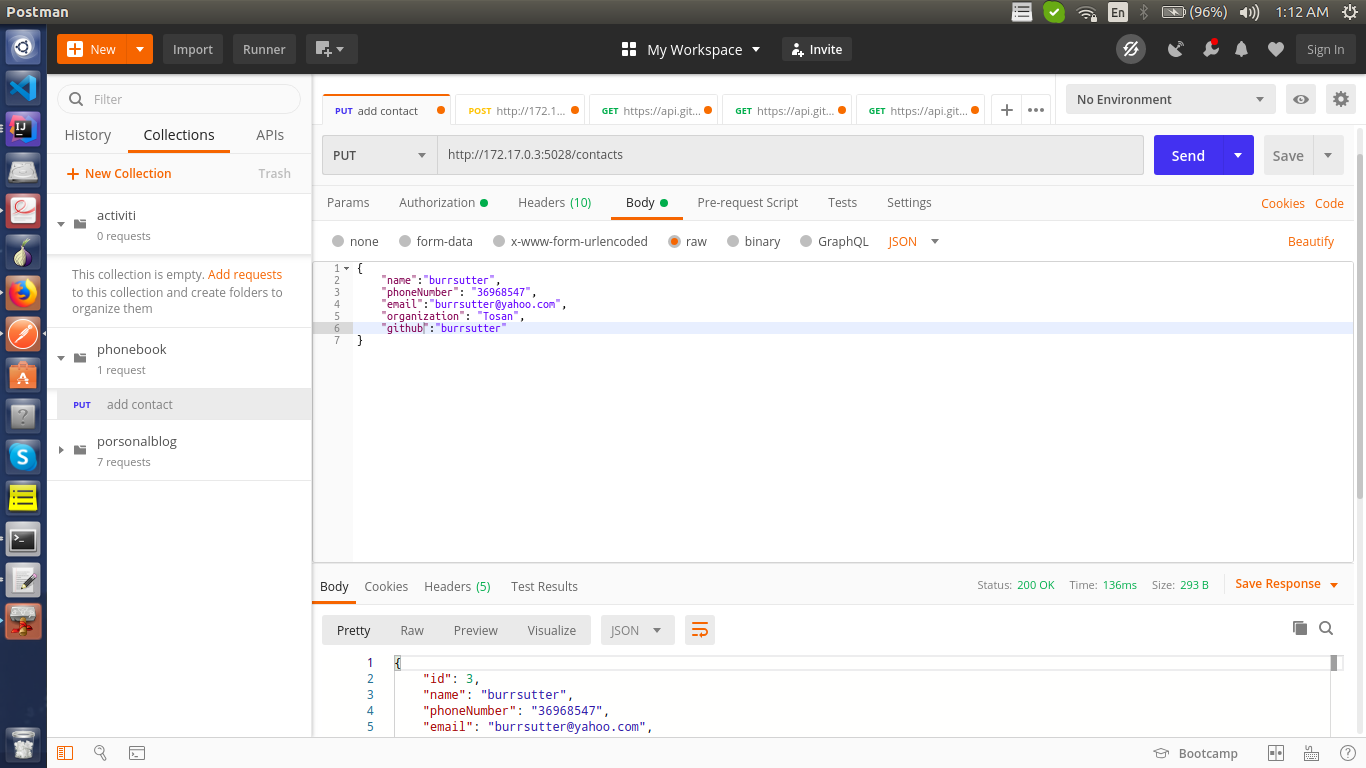 Postman
En
(96%)
1:12 AM
New
Import
Runner
My Workspace
Invite
Sign In
Filter
History
Collections
APIs
New Collection
Trash
activiti
0 requests
This collection is empty. Add requests
to this collection and create folders to
organize them
phonebook
1 request
PUT add contact
porsonalblog
7 requests
PUT add contact
POST http://172.1...
GET https://api.git...
GET https://api.git...
GET https://api.git...
No Environment
PUT
http://172.17.0.3:5028/contacts
Send
Save
Params
Authorization
Headers (10)
Body
Pre-request Script
Tests
Settings
Cookies
Code
none
form-data
x-www-form-urlencoded
raw
binary
GraphQL
JSON
Beautify
1 {
2 "name":"burrsutter",
3 "phoneNumber": "36968547",
4 "email":"burrsutter@yahoo.com",
5 "organization": "Tosan",
6 "github":"burrsutter"
7 }
Body
Cookies
Headers (5)
Test Results
Status: 200 OK
Time: 136ms
Size: 293 B
Save Response
Pretty
Raw
Preview
Visualize
JSON
1 {
2 "id": 3,
3 "name": "burrsutter",
4 "phoneNumber": "36968547",
5 "email": "burrsutter@yahoo.com",
Bootcamp